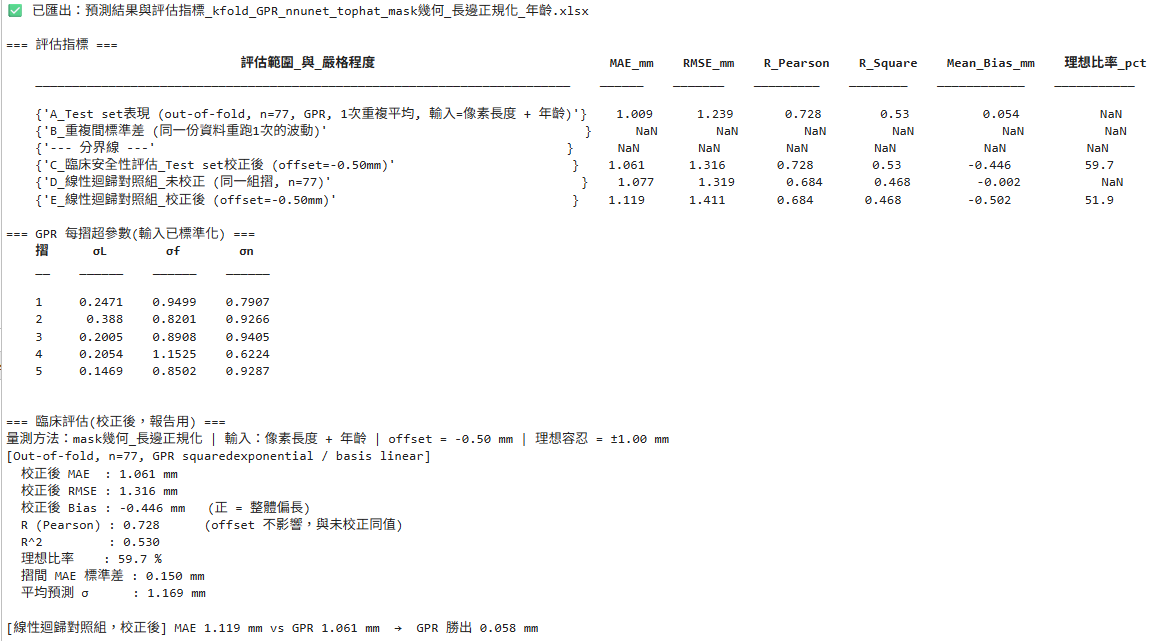 ✅ 已匯出：預測結果與評估指標_kfold_GPR_nnunet_tophat_mask幾何_長邊正規化_年齡.xlsx
=== 評估指標 ===
評估範圍_與_嚴格程度 MAE_mm RMSE_mm R_Pearson R_Square Mean_Bias_mm 理想比率_pct
{'A_Test set表現 (out-of-fold, n=77, GPR, 1次重複平均, 輸入=像素長度 + 年齡)'} 1.009 1.239 0.728 0.53 0.054 NaN
{'B_重複間標準差 (同一份資料重跑1次的波動)' } NaN NaN NaN NaN NaN NaN
{'--- 分界線 ---' } NaN NaN NaN NaN NaN NaN
{'C_臨床安全性評估_Test set校正後 (offset=-0.50mm)' } 1.061 1.316 0.728 0.53 -0.446 59.7
{'D_線性迴歸對照組_未校正 (同一組摺, n=77)' } 1.077 1.319 0.684 0.468 -0.002 NaN
{'E_線性迴歸對照組_校正後 (offset=-0.50mm)' } 1.119 1.411 0.684 0.468 -0.502 51.9
=== GPR 每摺超參數(輸入已標準化) ===
摺 σL σf σn
1 0.2471 0.9499 0.7907
2 0.388 0.8201 0.9266
3 0.2005 0.8908 0.9405
4 0.2054 1.1525 0.6224
5 0.1469 0.8502 0.9287
=== 臨床評估(校正後，報告用) ===
量測方法：mask幾何_長邊正規化 | 輸入：像素長度 + 年齡 | offset = -0.50 mm | 理想容忍 = ±1.00 mm
[Out-of-fold, n=77, GPR squaredexponential / basis linear]
校正後 MAE : 1.061 mm
校正後 RMSE : 1.316 mm
校正後 Bias : -0.446 mm (正 = 整體偏長)
R (Pearson) : 0.728 (offset 不影響，與未校正同值)
R^2 : 0.530
理想比率 : 59.7 %
摺間 MAE 標準差 : 0.150 mm
平均預測 σ : 1.169 mm
[線性迴歸對照組，校正後] MAE 1.119 mm vs GPR 1.061 mm → GPR 勝出 0.058 mm